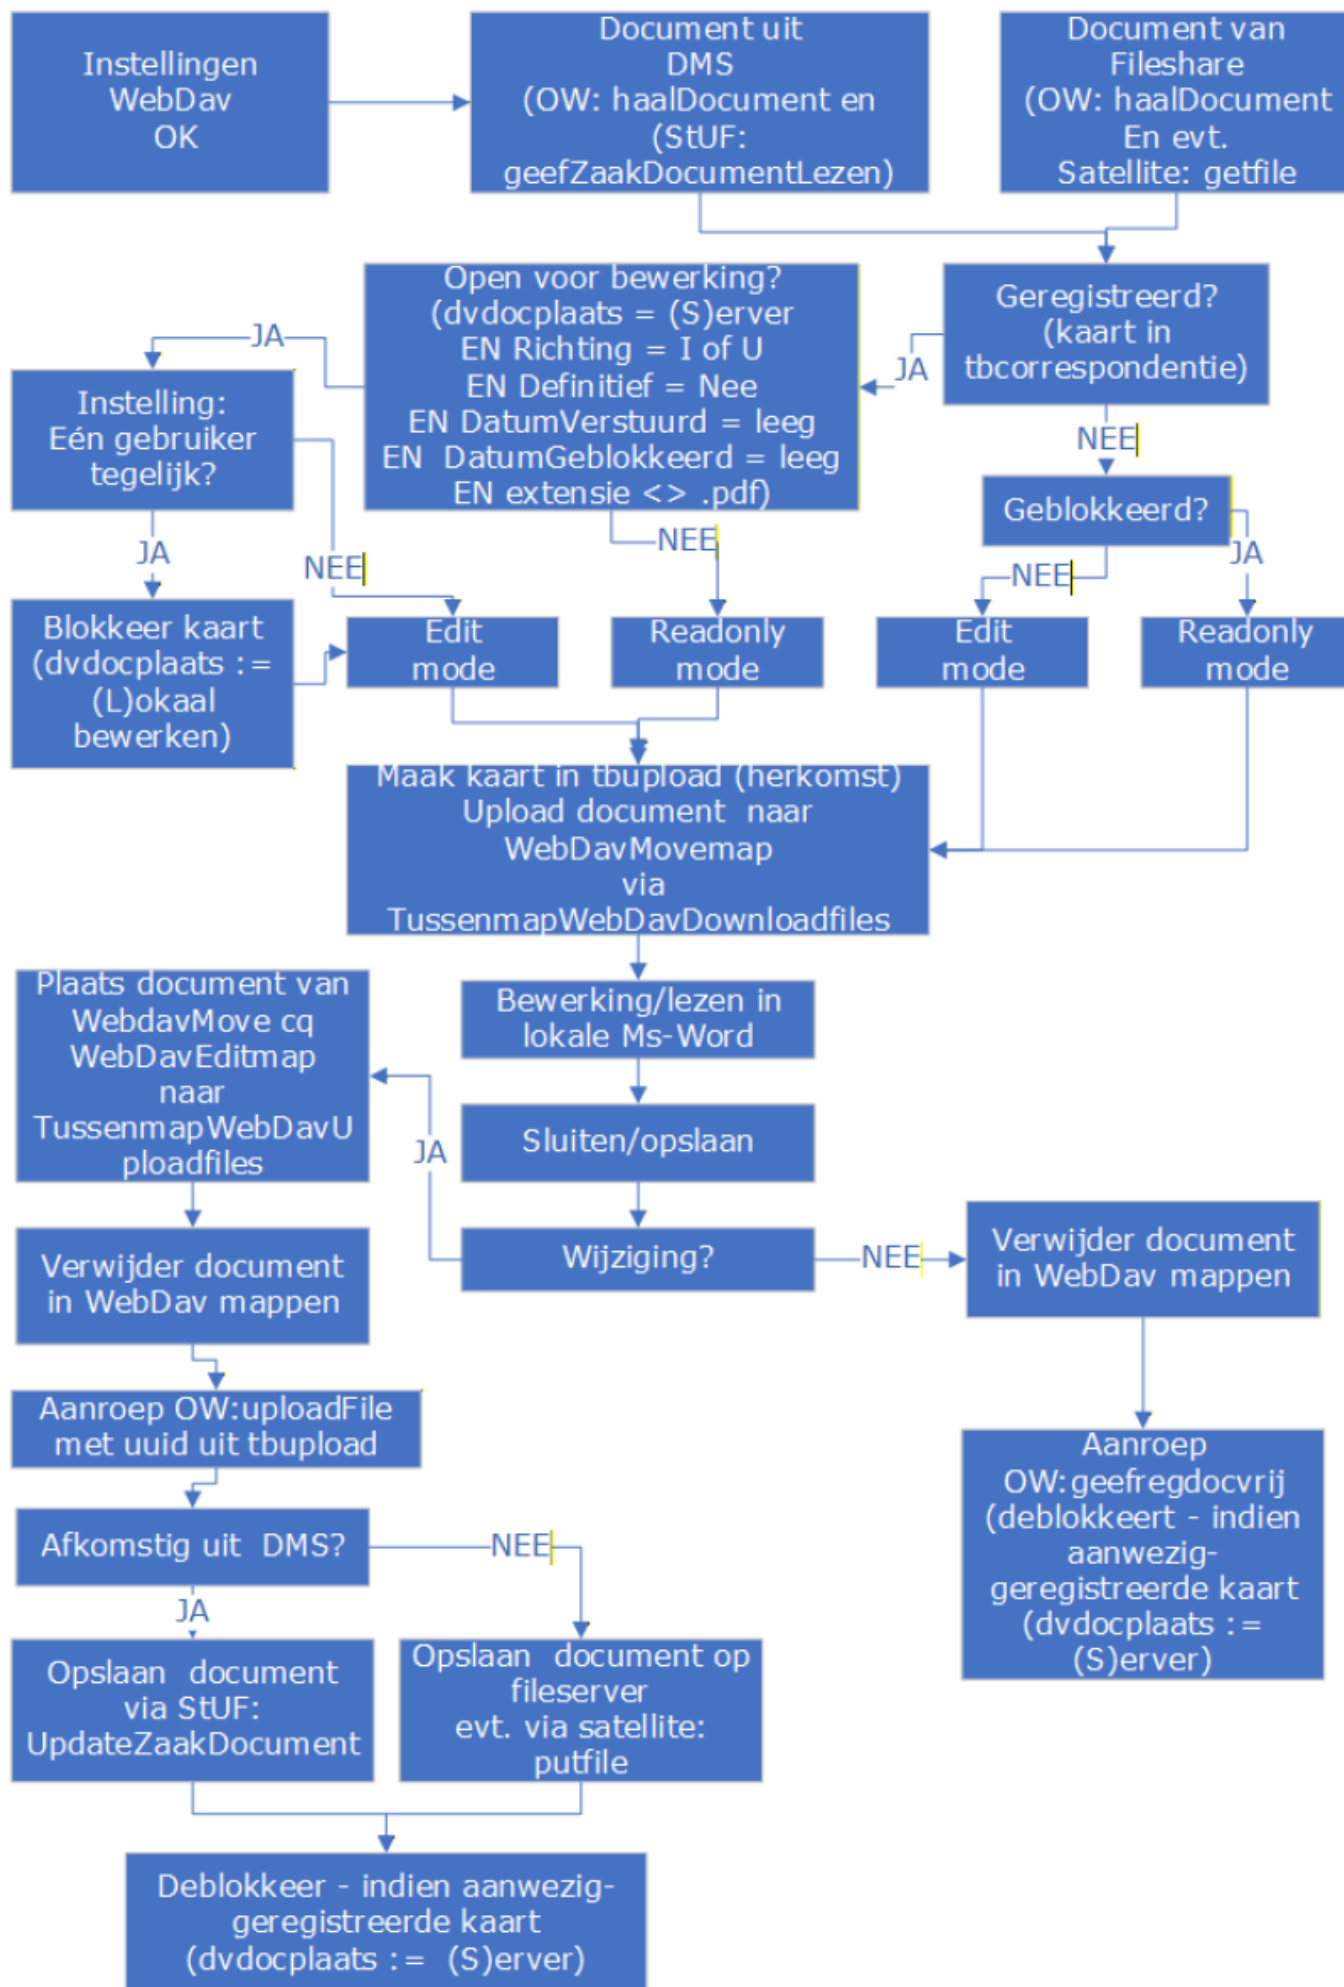 Instellingen
WebDav
OK
Document uit
DMS
(OW: haalDocument en
(StUF:
geefZaakDocumentLezen)
Document van
Fileshare
(OW: haalDocument
En evt.
Satellite: getfile
Geregistreerd?
(kaart in
tbcorrespondentie)
JA
NEE
Open voor bewerking?
(dvdocplaats = (S)erver
EN Richting = I of U
EN Definitief = Nee
EN DatumVerstuurd = leeg
EN  DatumGeblokkeerd = leeg
EN extensie <> .pdf)
JA
NEE
Instelling:
Eén gebruiker
tegelijk?
JA
NEE
Geblokkeerd?
NEE
JA
Blokkeer kaart
(dvdocplaats :=
(L)okaal
bewerken)
Edit
mode
Readonly
mode
Edit
mode
Readonly
mode
Maak kaart in tbupload (herkomst)
Upload document  naar
WebDavMovemap
via
TussenmapWebDavDownloadfiles
Bewerking/lezen in
lokale Ms-Word
Sluiten/opslaan
Wijziging?
JA
NEE
Plaats document van
WebdavMove cq
WebDavEditmap
naar
TussenmapWebDavU
ploadfiles
Verwijder document
in WebDav mappen
Verwijder document
in WebDav mappen
Aanroep OW:uploadFile
met uuid uit tbupload
Aanroep
OW:geefregdocvrij
(deblokkeert - indien
aanwezig-
geregistreerde kaart
(dvdocplaats :=
(S)erver)
Afkomstig uit  DMS?
NEE
JA
Opslaan  document
via StUF:
UpdateZaakDocument
Opslaan  document op
fileserver
evt. via satellite:
putfile
Deblokkeer - indien aanwezig-
geregistreerde kaart
(dvdocplaats :=  (S)erver)